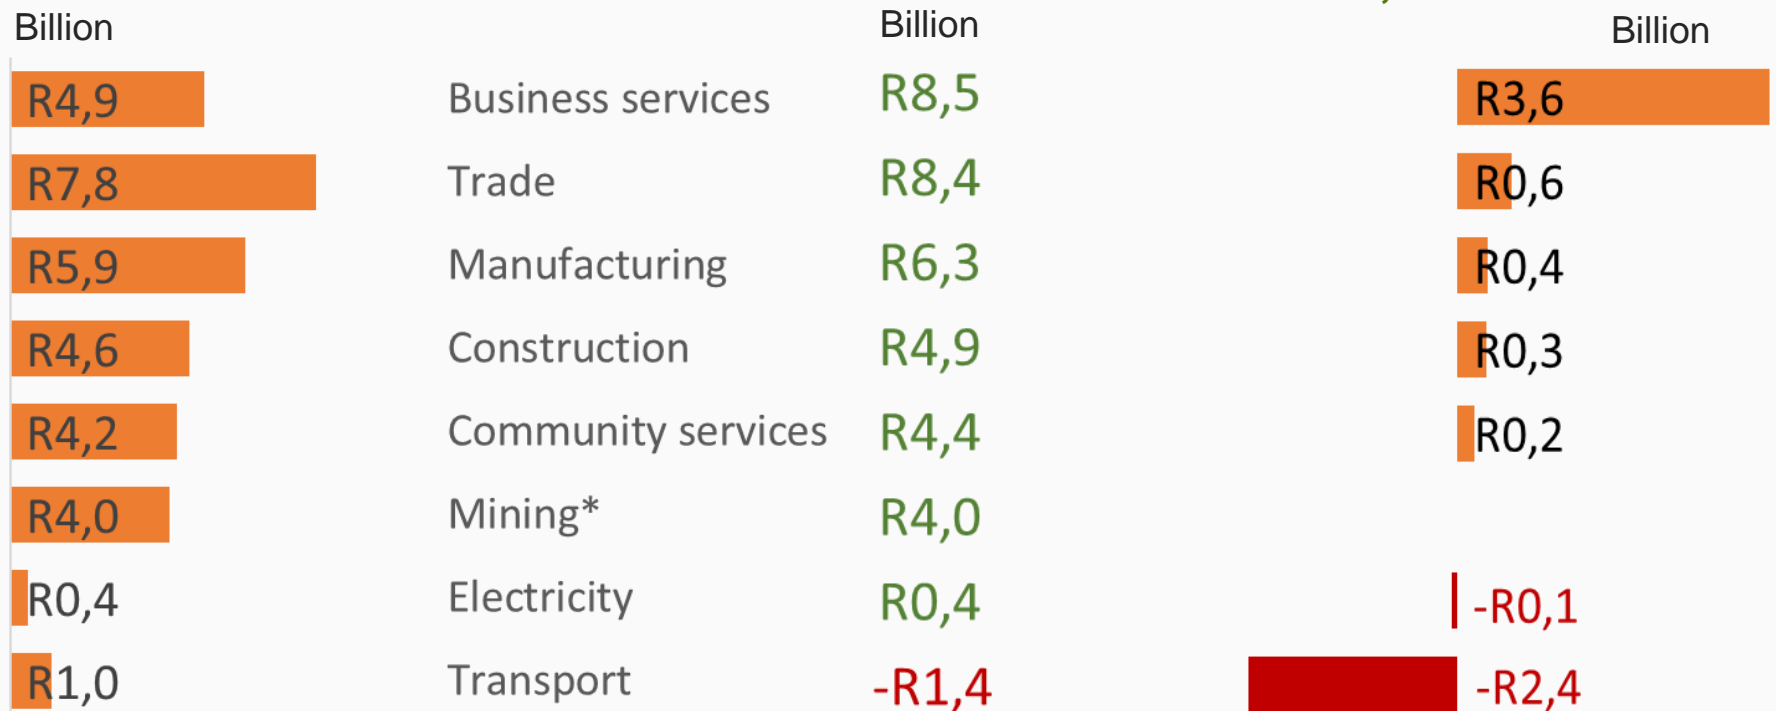 Billion Billion Billion
R4,9 Business services R8,5 R3,6
R7,8 Trade R8,4 R0,6
R5,9 Manufacturing R6,3 R0,4
R4,6 Construction R4,9 R0,3
R4,2 Community services R4,4 R0,2
R4,0 Mining* R4,0
R0,4 Electricity R0,4 -R0,1
R1,0 Transport -R1,4 -R2,4